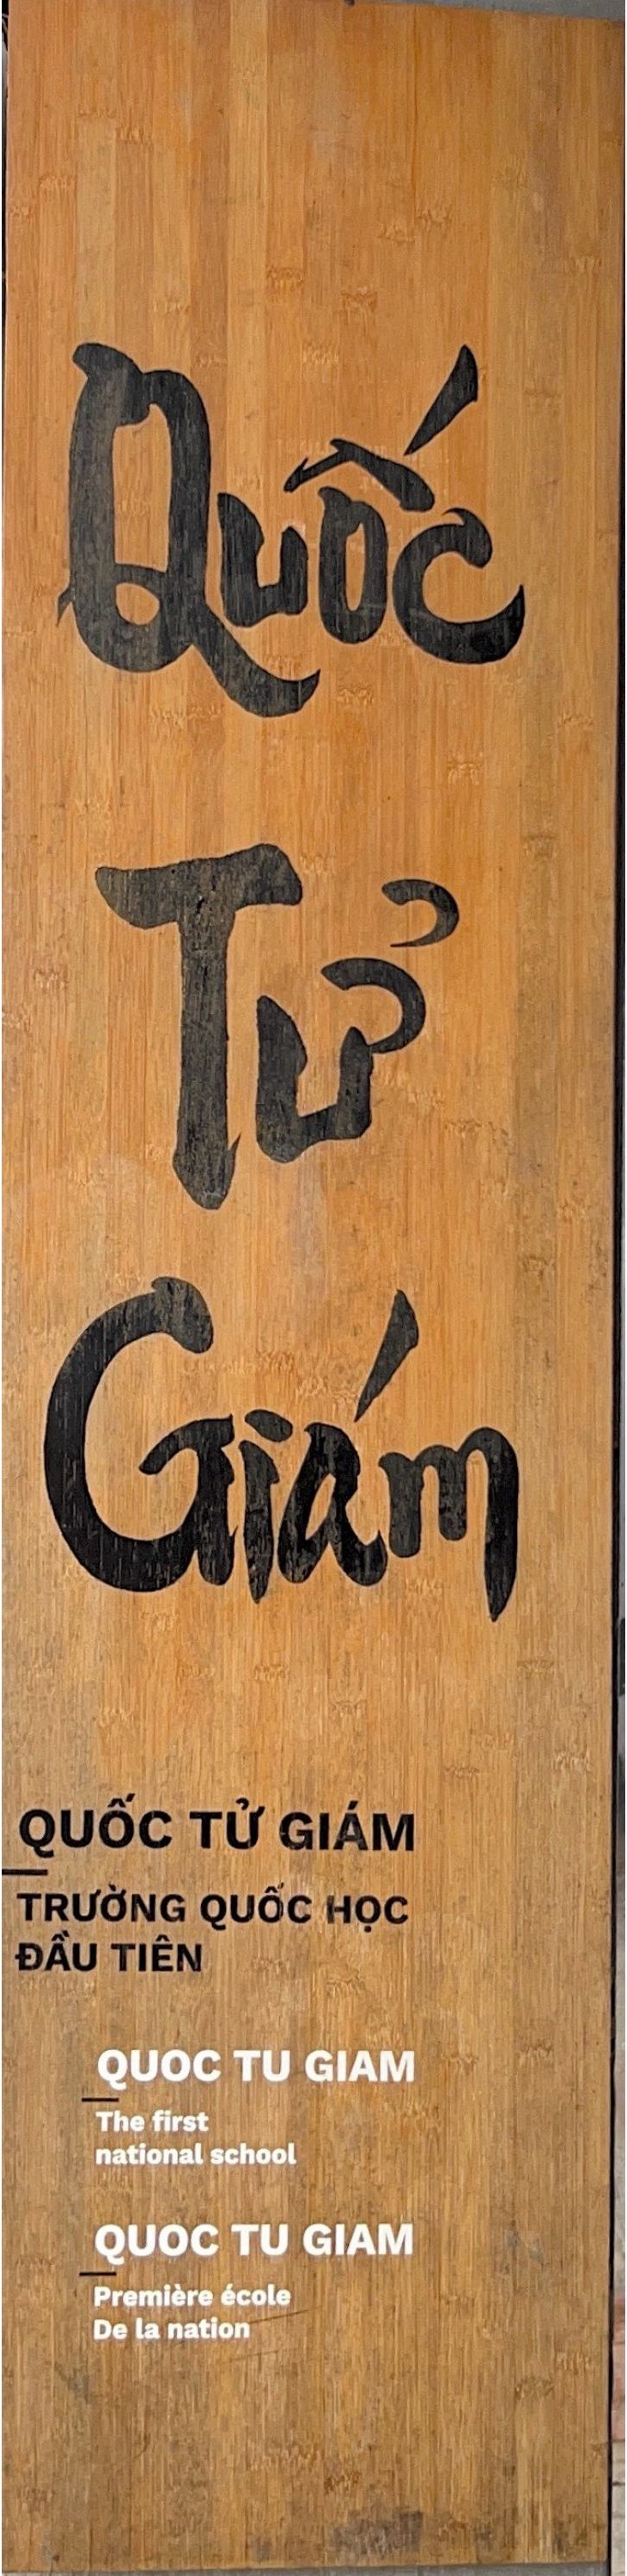 Quốc
Tử
Giám
QUỐC TỬ GIÁM
TRƯỜNG QUỐC HỌC
ĐẦU TIÊN
QUOC TU GIAM
The first
national school
QUOC TU GIAM
Première école
De la nation